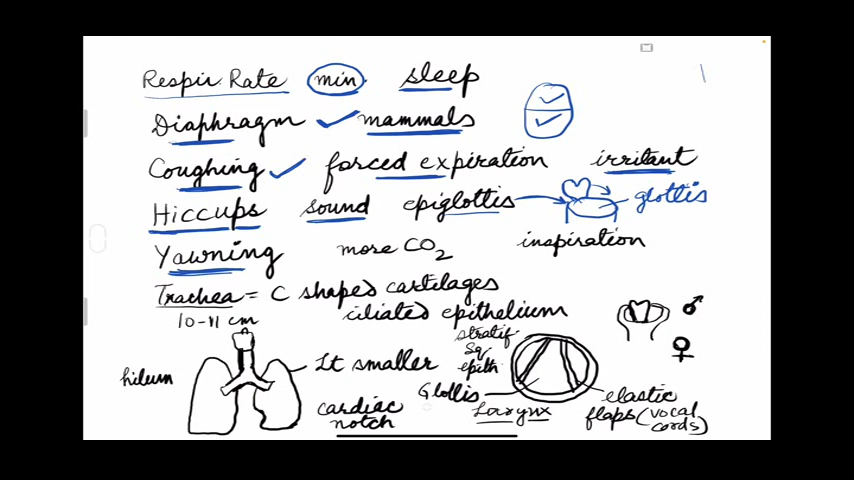 Respir. Rate min. sleep
Diaphragm mammals
Coughing forced expiration irritant
Hiccups sound epiglottis glottis
Yawning more CO2 inspiration
Trachea = C shaped cartilages
10-11 cm ciliated epithelium
stratif.
Sq.
epith
hilum Lt smaller
Glottis
cardiac
notch
Larynx
elastic
flaps (vocal
cords)